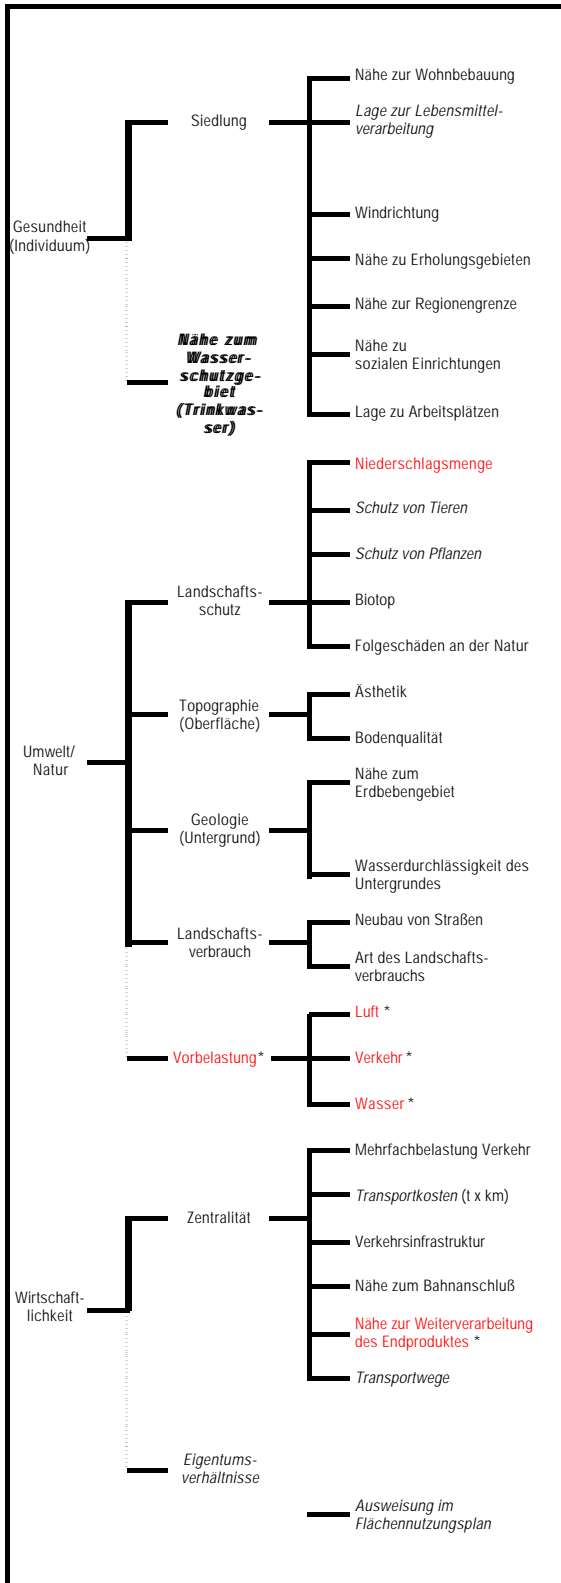 Nähe zur Wohnbebauung
Lage zur Lebensmittel-
verarbeitung
Siedlung
Windrichtung
Gesundheit
(Individuum)
Nähe zu Erholungsgebieten
Nähe zur Regionengrenze
Nähe zum
Wasser-
schutzge-
biet
(Trinkwas-
ser)
Nähe zu
sozialen Einrichtungen
Lage zu Arbeitsplätzen
Niederschlagsmenge
Schutz von Tieren
Schutz von Pflanzen
Landschafts-
schutz
Biotop
Folgeschäden an der Natur
Ästhetik
Topographie
(Oberfläche)
Bodenqualität
Umwelt/
Natur
Nähe zum
Erdbebengebiet
Geologie
(Untergrund)
Wasserdurchlässigkeit des
Untergrundes
Neubau von Straßen
Landschafts-
verbrauch
Art des Landschafts-
verbrauchs
Luft *
Vorbelastung*
Verkehr *
Wasser *
Mehrfachbelastung Verkehr
Transportkosten (t x km)
Zentralität
Verkehrsinfrastruktur
Nähe zum Bahnanschluß
Wirtschaft-
lichkeit
Nähe zur Weiterverarbeitung
des Endproduktes *
Transportwege
Eigentums-
verhältnisse
Ausweisung im
Flächennutzungsplan